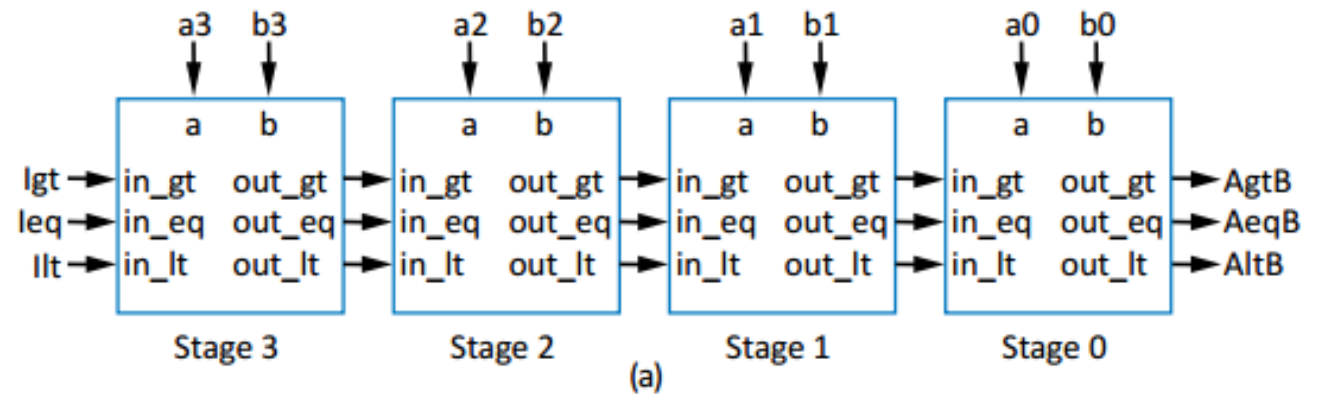 a3 b3 a2 b2 a1 b1 a0 b0
a b a b a b a b
Igt in_gt out_gt in_gt out_gt in_gt out_gt in_gt out_gt AgtB
Ieq in_eq out_eq in_eq out_eq in_eq out_eq in_eq out_eq AeqB
Ilt in_lt out_lt in_lt out_lt in_lt out_lt in_lt out_lt AltB
Stage 3 Stage 2 Stage 1 Stage 0
(a)